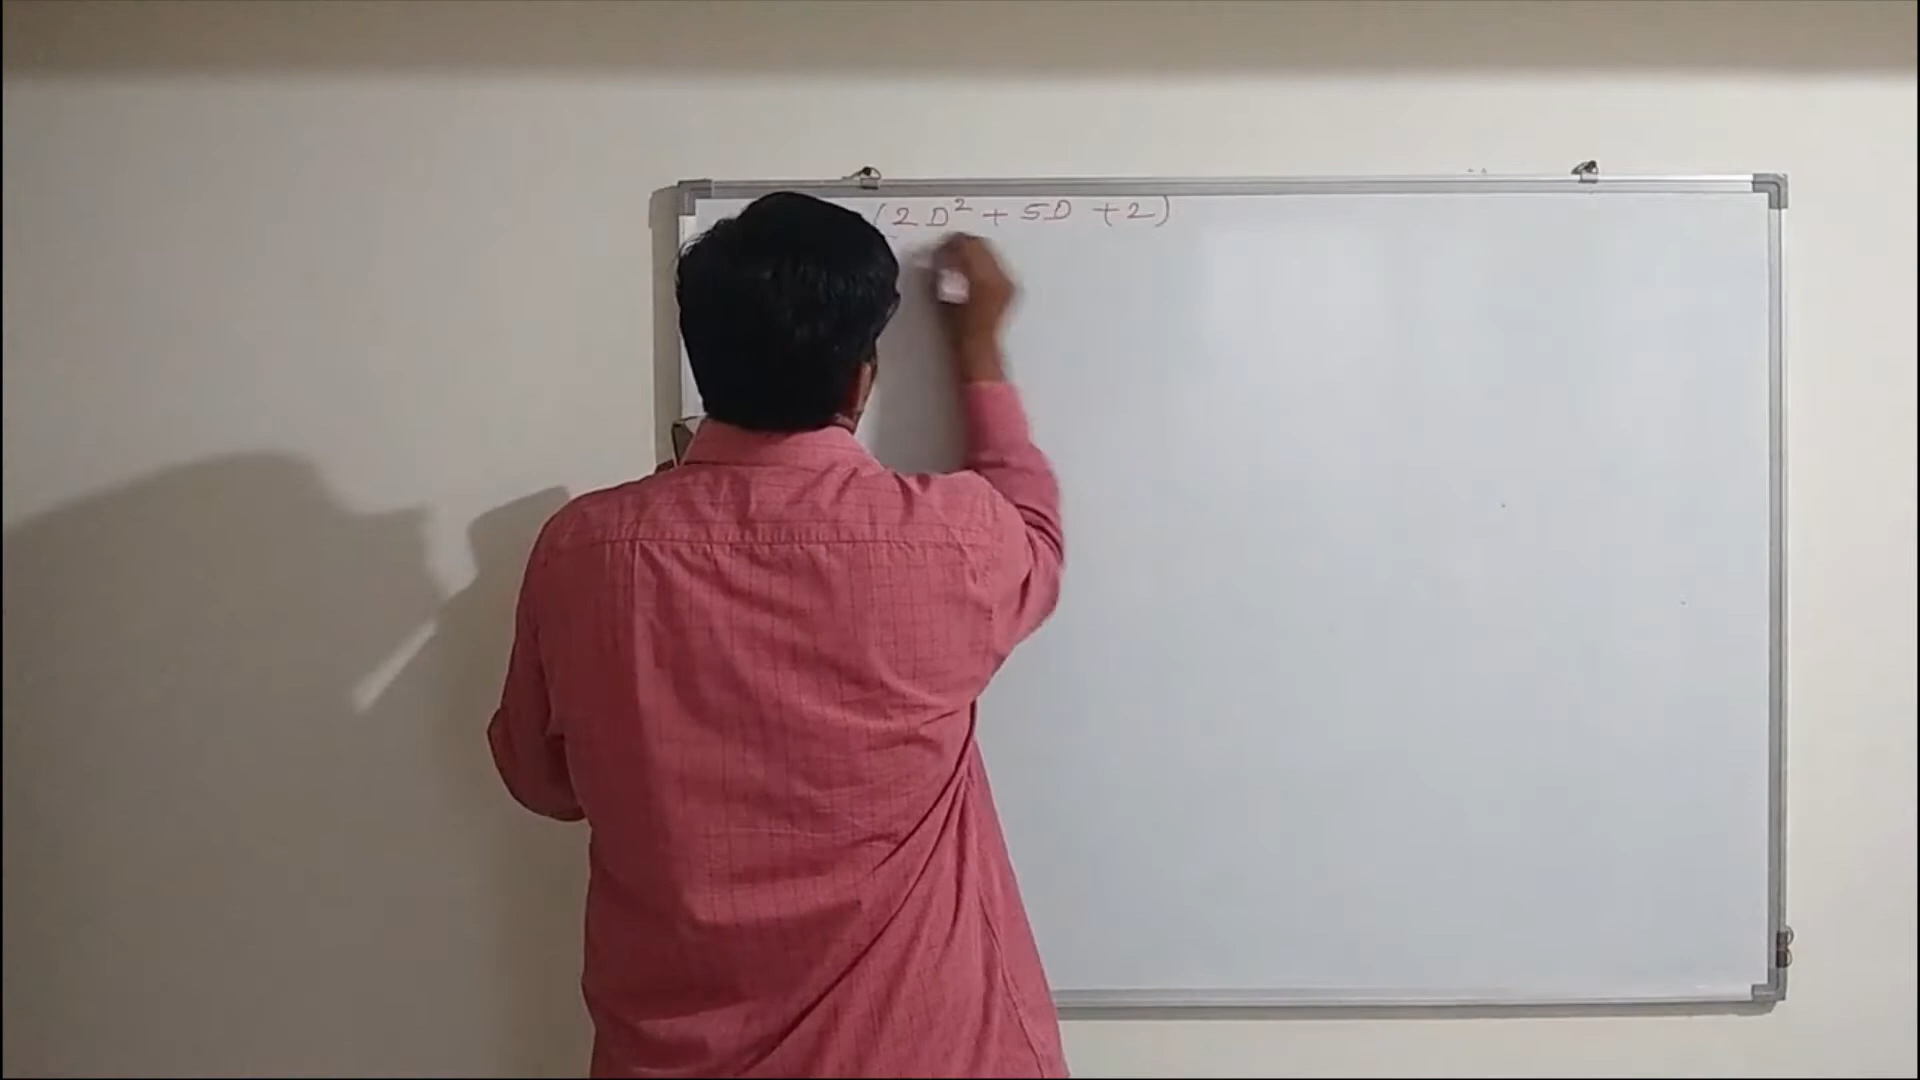 (2D² + 5D + 2)